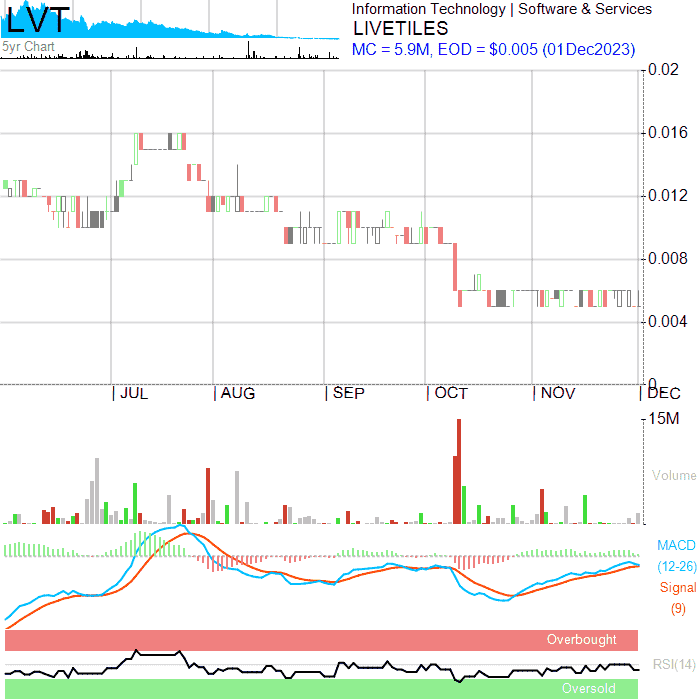 LVT
5yr Chart
Information Technology | Software & Services
LIVETILES
MC = 5.9M, EOD = $0.005 (01Dec2023)
0.02
0.016
0.012
0.008
0.004
0
JUL AUG SEP OCT NOV DEC
15M
Volume
MACD
(12-26)
Signal
(9)
Overbought
RSI(14)
Oversold